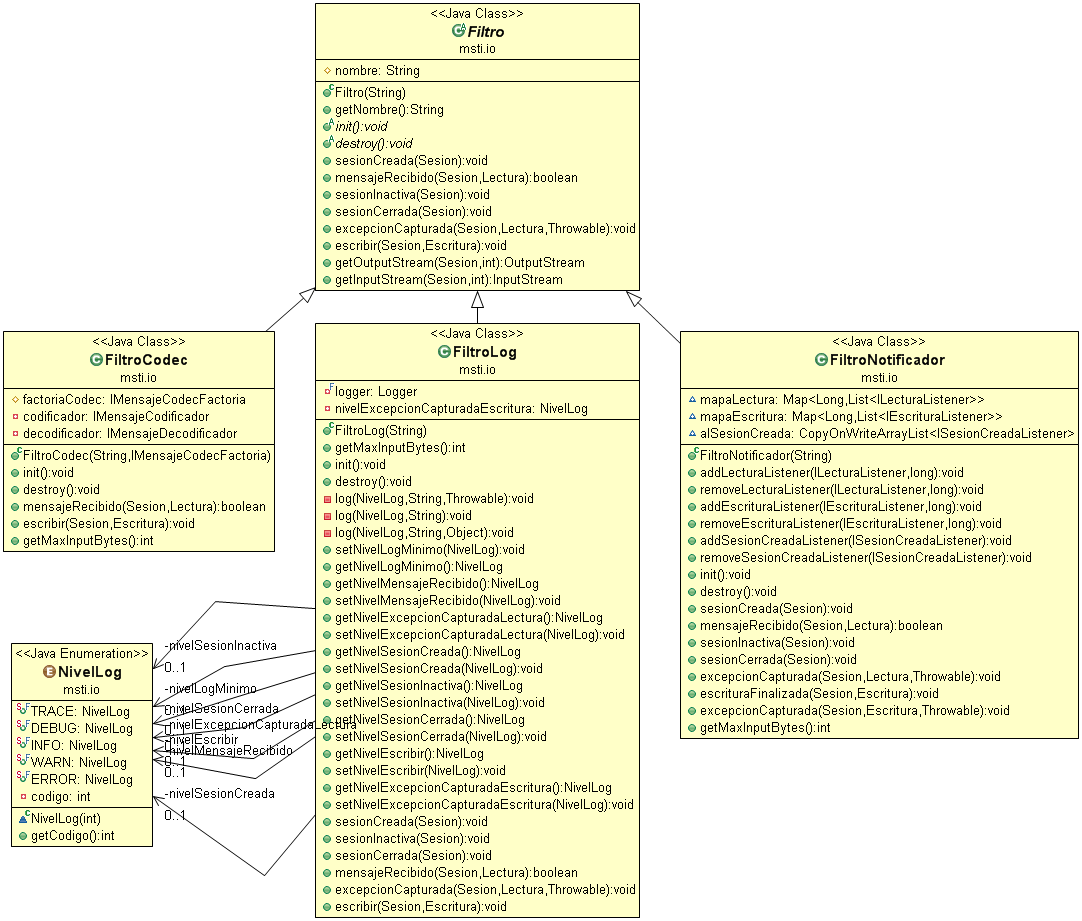 <<Java Class>>
Filtro
msti.io
nombre: String
Filtro(String)
getNombre():String
init():void
destroy():void
sesionCreada(Sesion):void
mensajeRecibido(Sesion,Lectura):boolean
sesionInactiva(Sesion):void
sesionCerrada(Sesion):void
excepcionCapturada(Sesion,Lectura,Throwable):void
escribir(Sesion,Escritura):void
getOutputStream(Sesion,int):OutputStream
getInputStream(Sesion,int):InputStream
<<Java Class>>
FiltroCodec
msti.io
factoriaCodec: IMensajeCodecFactoria
codificador: IMensajeCodificador
decodificador: IMensajeDecodificador
FiltroCodec(String,IMensajeCodecFactoria)
init():void
destroy():void
mensajeRecibido(Sesion,Lectura):boolean
escribir(Sesion,Escritura):void
getMaxInputBytes():int
<<Java Class>>
FiltroLog
msti.io
logger: Logger
nivelExcepcionCapturadaEscritura: NivelLog
FiltroLog(String)
getMaxInputBytes():int
init():void
destroy():void
log(NivelLog,String,Throwable):void
log(NivelLog,String):void
log(NivelLog,String,Object):void
setNivelLogMinimo(NivelLog):void
getNivelLogMinimo():NivelLog
getNivelMensajeRecibido():NivelLog
setNivelMensajeRecibido(NivelLog):void
getNivelExcepcionCapturadaLectura():NivelLog
setNivelExcepcionCapturadaLectura(NivelLog):void
getNivelSesionCreada():NivelLog
setNivelSesionCreada(NivelLog):void
getNivelSesionInactiva():NivelLog
setNivelSesionInactiva(NivelLog):void
getNivelSesionCerrada():NivelLog
setNivelSesionCerrada(NivelLog):void
getNivelEscribir():NivelLog
setNivelEscribir(NivelLog):void
getNivelExcepcionCapturadaEscritura():NivelLog
setNivelExcepcionCapturadaEscritura(NivelLog):void
sesionCreada(Sesion):void
sesionInactiva(Sesion):void
sesionCerrada(Sesion):void
mensajeRecibido(Sesion,Lectura):boolean
excepcionCapturada(Sesion,Lectura,Throwable):void
escribir(Sesion,Escritura):void
<<Java Class>>
FiltroNotificador
msti.io
mapaLectura: Map<Long,List<ILecturaListener>>
mapaEscritura: Map<Long,List<IEscrituraListener>>
alSesionCreada: CopyOnWriteArrayList<ISesionCreadaListener>
FiltroNotificador(String)
addLecturaListener(ILecturaListener,long):void
removeLecturaListener(ILecturaListener,long):void
addEscrituraListener(IEscrituraListener,long):void
removeEscrituraListener(IEscrituraListener,long):void
addSesionCreadaListener(ISesionCreadaListener):void
removeSesionCreadaListener(ISesionCreadaListener):void
init():void
destroy():void
sesionCreada(Sesion):void
mensajeRecibido(Sesion,Lectura):boolean
sesionInactiva(Sesion):void
sesionCerrada(Sesion):void
excepcionCapturada(Sesion,Lectura,Throwable):void
escrituraFinalizada(Sesion,Escritura):void
excepcionCapturada(Sesion,Escritura,Throwable):void
getMaxInputBytes():int
<<Java Enumeration>>
NivelLog
msti.io
TRACE: NivelLog
DEBUG: NivelLog
INFO: NivelLog
WARN: NivelLog
ERROR: NivelLog
codigo: int
NivelLog(int)
getCodigo():int
-nivelSesionInactiva
0..1
-nivelLogMinimo
-nivelSesionCerrada
-nivelExcepcionCapturadaLectura
-nivelEscribir
-nivelMensajeRecibido
0..1
0..1
-nivelSesionCreada
0..1